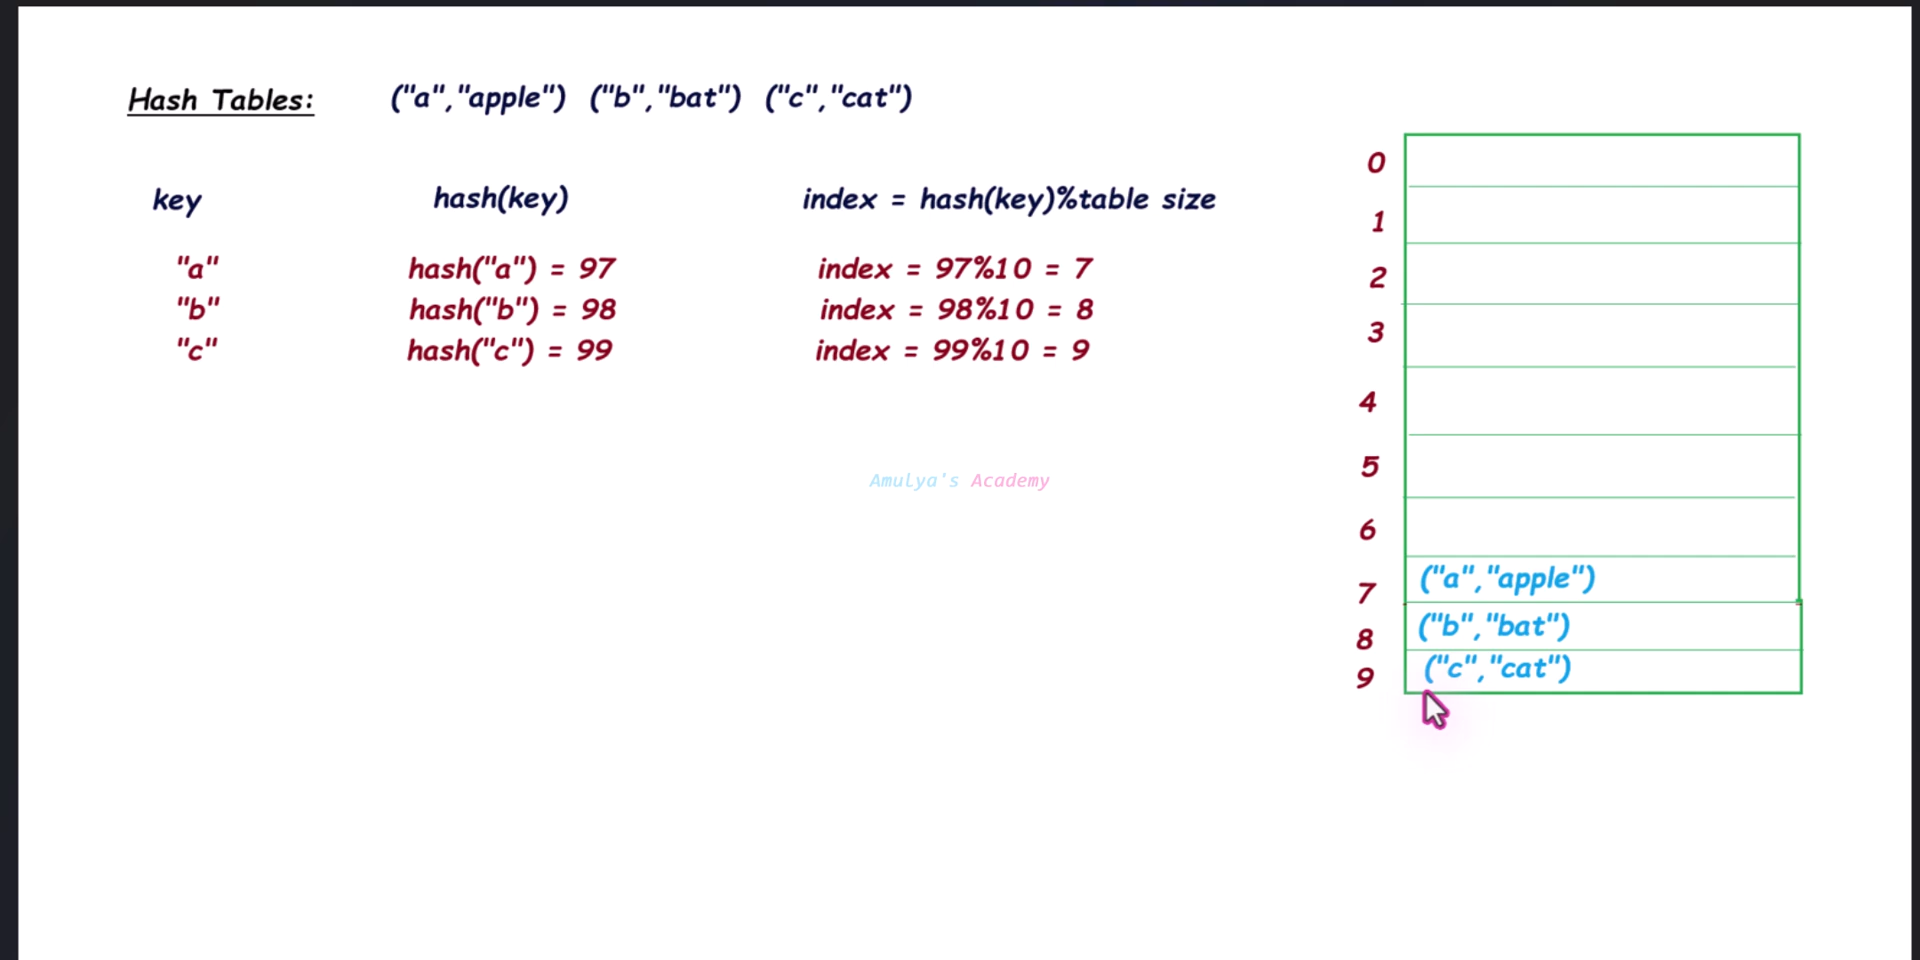 Hash Tables: ("a","apple") ("b","bat") ("c","cat")
key hash(key) index = hash(key)%table size
"a" hash("a") = 97 index = 97%10 = 7
"b" hash("b") = 98 index = 98%10 = 8
"c" hash("c") = 99 index = 99%10 = 9
Amulya's Academy
0
1
2
3
4
5
6
7 ("a","apple")
8 ("b","bat")
9 ("c","cat")